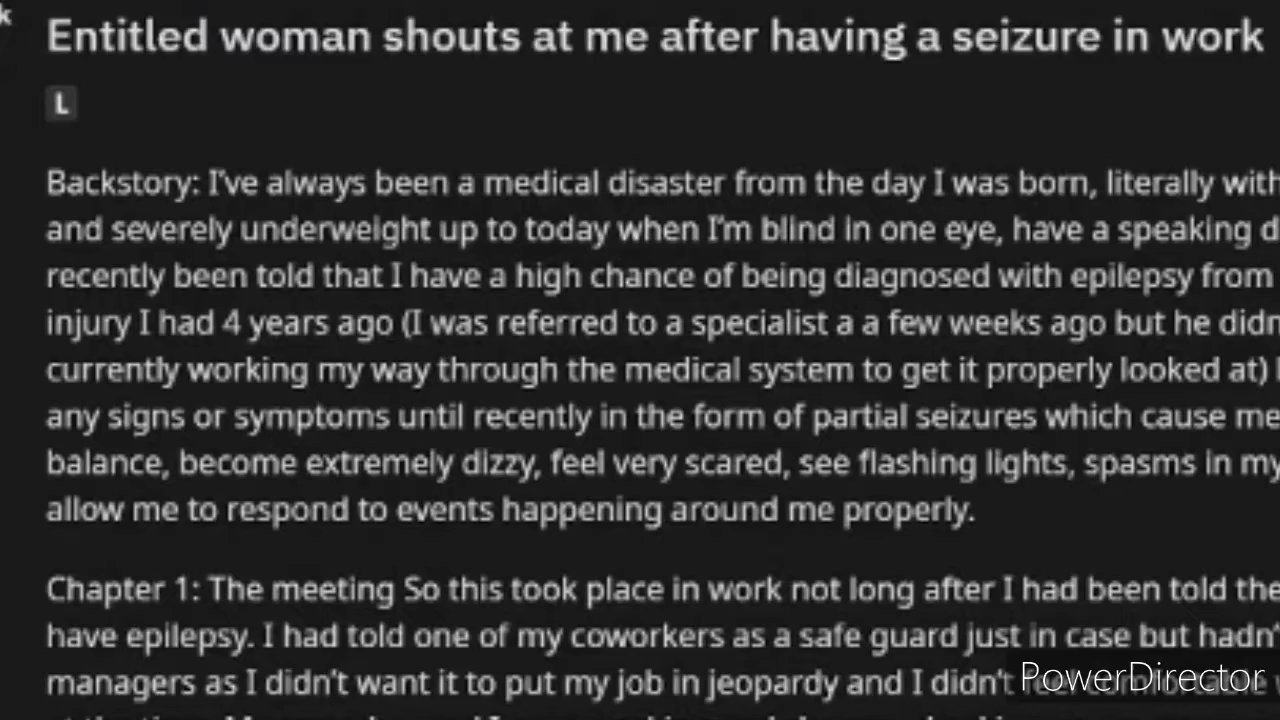 k
Entitled woman shouts at me after having a seizure in work
L
Backstory: I've always been a medical disaster from the day I was born, literally with
and severely underweight up to today when I'm blind in one eye, have a speaking d
recently been told that I have a high chance of being diagnosed with epilepsy from
injury I had 4 years ago (I was referred to a specialist a a few weeks ago but he didn
currently working my way through the medical system to get it properly looked at)
any signs or symptoms until recently in the form of partial seizures which cause me
balance, become extremely dizzy, feel very scared, see flashing lights, spasms in my
allow me to respond to events happening around me properly.
Chapter 1: The meeting So this took place in work not long after I had been told the
have epilepsy. I had told one of my coworkers as a safe guard just in case but hadn'
managers as I didn't want it to put my job in jeopardy and I didn't
PowerDirector